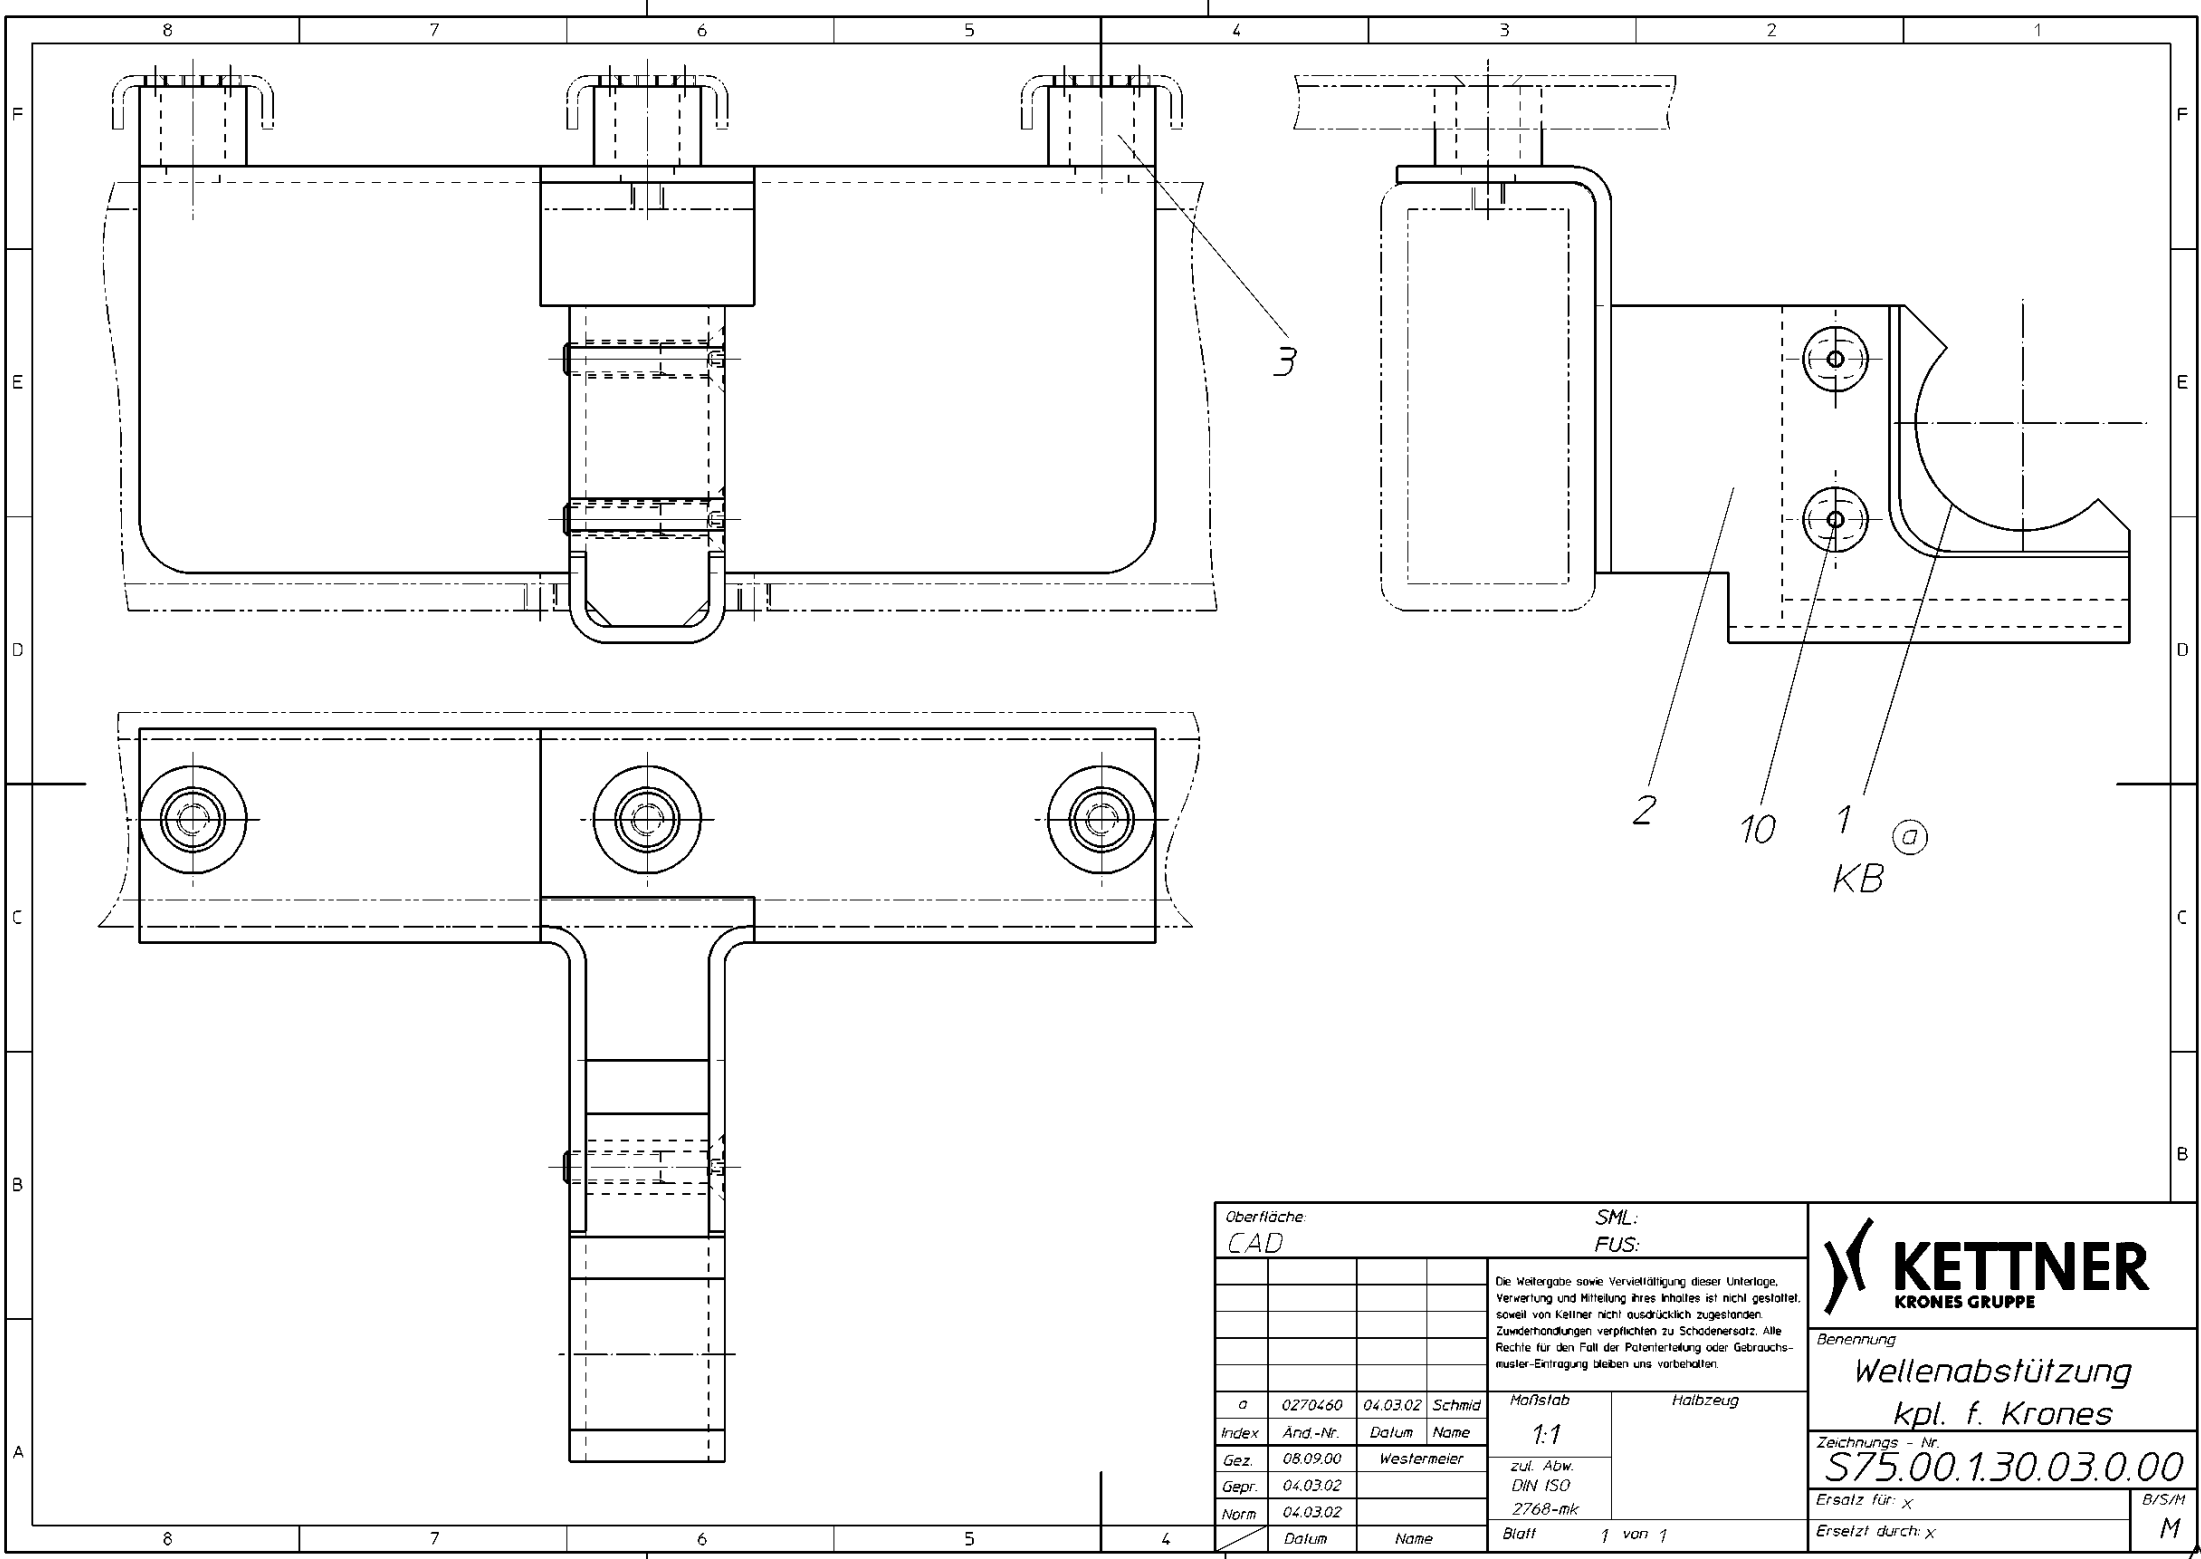 8 7 6 5 4 3 2 1
F F
3
E E
D D
2 10 1 a
KB
C C
B B
A
Oberfläche:
CAD
SML:
FUS:
KETTNER
KRONES GRUPPE
Die Weitergabe sowie Vervielfältigung dieser Unterlage,
Verwertung und Mitteilung ihres Inhaltes ist nicht gestattet,
soweit von Kettner nicht ausdrücklich zugestanden.
Zuwiderhandlungen verpflichten zu Schadenersatz. Alle
Rechte für den Fall der Patenterteilung oder Gebrauchs-
muster-Eintragung bleiben uns vorbehalten.
Benennung
Wellenabstützung
kpl. f. Krones
a 0270460 04.03.02 Schmid
Index Änd.-Nr. Datum Name
Gez. 08.09.00 Westermeier
Gepr. 04.03.02
Norm 04.03.02
Datum Name
Maßstab
1:1
Halbzeug
zul. Abw.
DIN ISO
2768-mk
Blatt 1 von 1
Zeichnungs - Nr.
S75.00.1.30.03.0.00
Ersatz für: x
Ersetzt durch: x
B/S/M
M
8 7 6 5 4